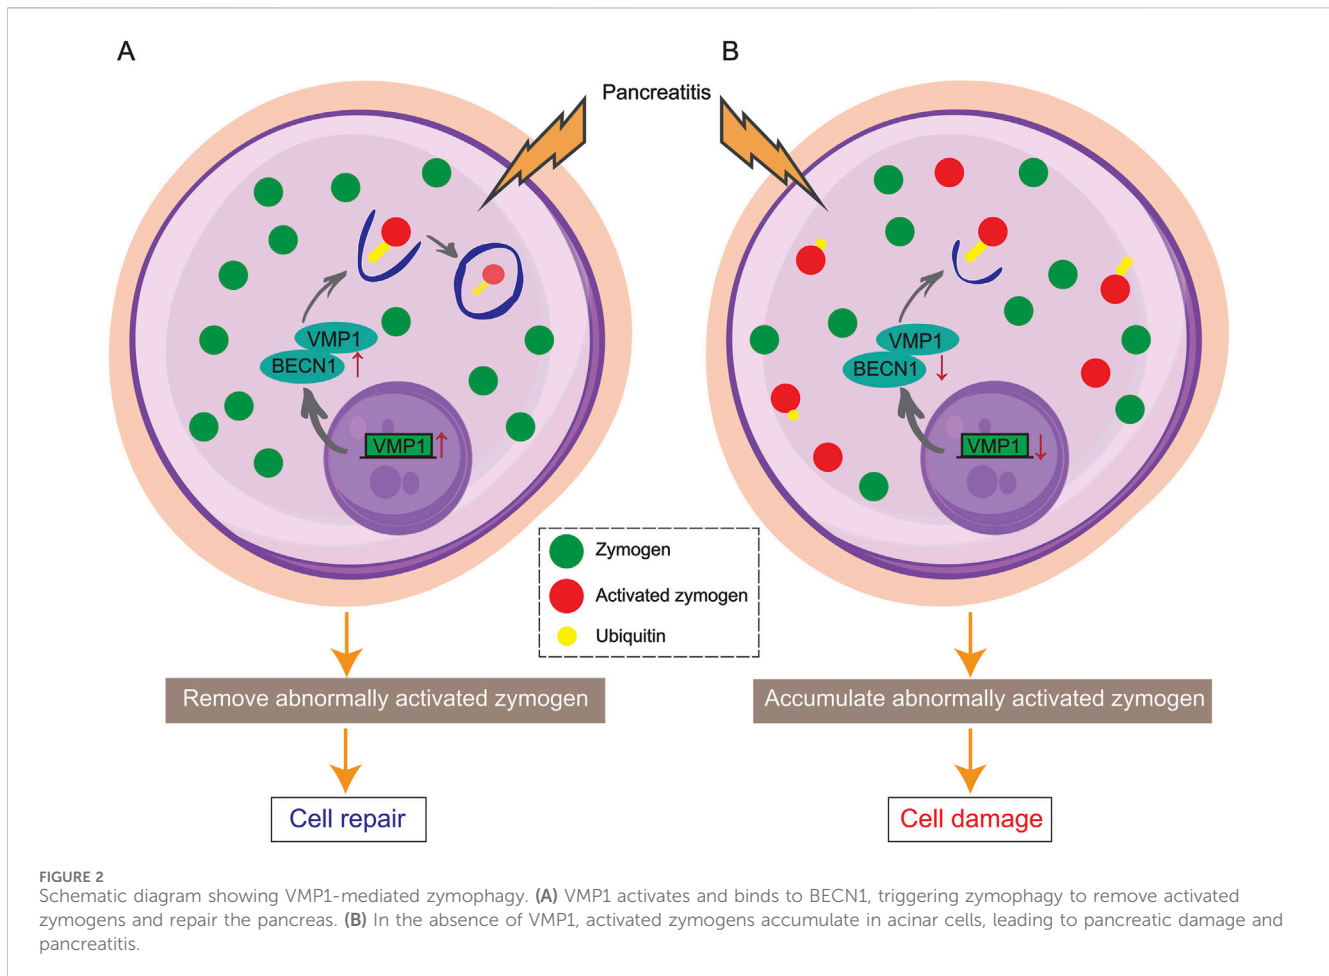 A
B
Pancreatitis
VMP1
BECN1
VMP1
VMP1
BECN1
VMP1
Zymogen
Activated zymogen
Ubiquitin
Remove abnormally activated zymogen
Accumulate abnormally activated zymogen
Cell repair
Cell damage
FIGURE 2
Schematic diagram showing VMP1-mediated zymophagy. (A) VMP1 activates and binds to BECN1, triggering zymophagy to remove activated
zymogens and repair the pancreas. (B) In the absence of VMP1, activated zymogens accumulate in acinar cells, leading to pancreatic damage and
pancreatitis.